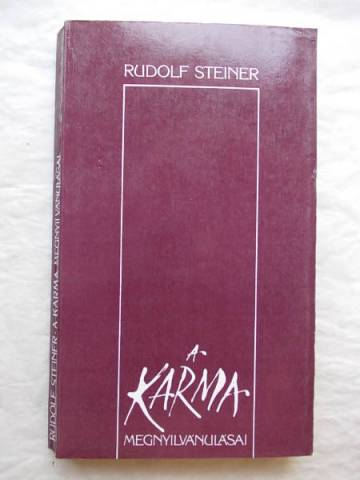 RUDOLF STEINER
A
KARMA
MEGNYILVÁNULÁSAI
RUDOLF STEINER · A KARMA MEGNYILVÁNULÁSAI